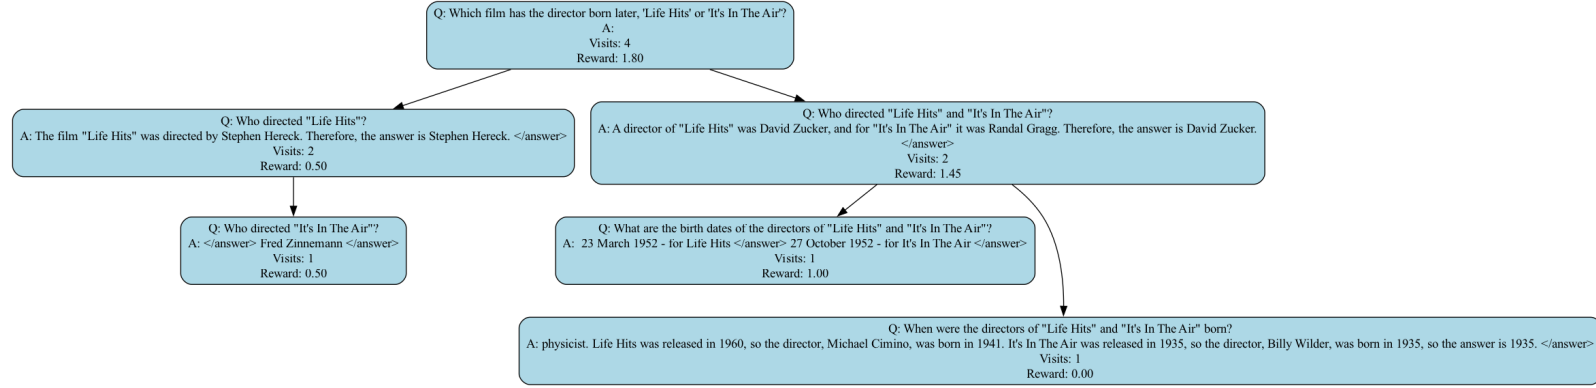 Q: Which film has the director born later, 'Life Hits' or 'It's In The Air'?
A:
Visits: 4
Reward: 1.80
Q: Who directed "Life Hits"?
A: The film "Life Hits" was directed by Stephen Hereck. Therefore, the answer is Stephen Hereck. </answer>
Visits: 2
Reward: 0.50
Q: Who directed "Life Hits" and "It's In The Air"?
A: A director of "Life Hits" was David Zucker, and for "It's In The Air" it was Randal Gragg. Therefore, the answer is David Zucker.
</answer>
Visits: 2
Reward: 1.45
Q: Who directed "It's In The Air"?
A: </answer> Fred Zinnemann </answer>
Visits: 1
Reward: 0.50
Q: What are the birth dates of the directors of "Life Hits" and "It's In The Air"?
A:  23 March 1952 - for Life Hits </answer> 27 October 1952 - for It's In The Air </answer>
Visits: 1
Reward: 1.00
Q: When were the directors of "Life Hits" and "It's In The Air" born?
A: physicist. Life Hits was released in 1960, so the director, Michael Cimino, was born in 1941. It's In The Air was released in 1935, so the director, Billy Wilder, was born in 1935, so the answer is 1935. </answer>
Visits: 1
Reward: 0.00